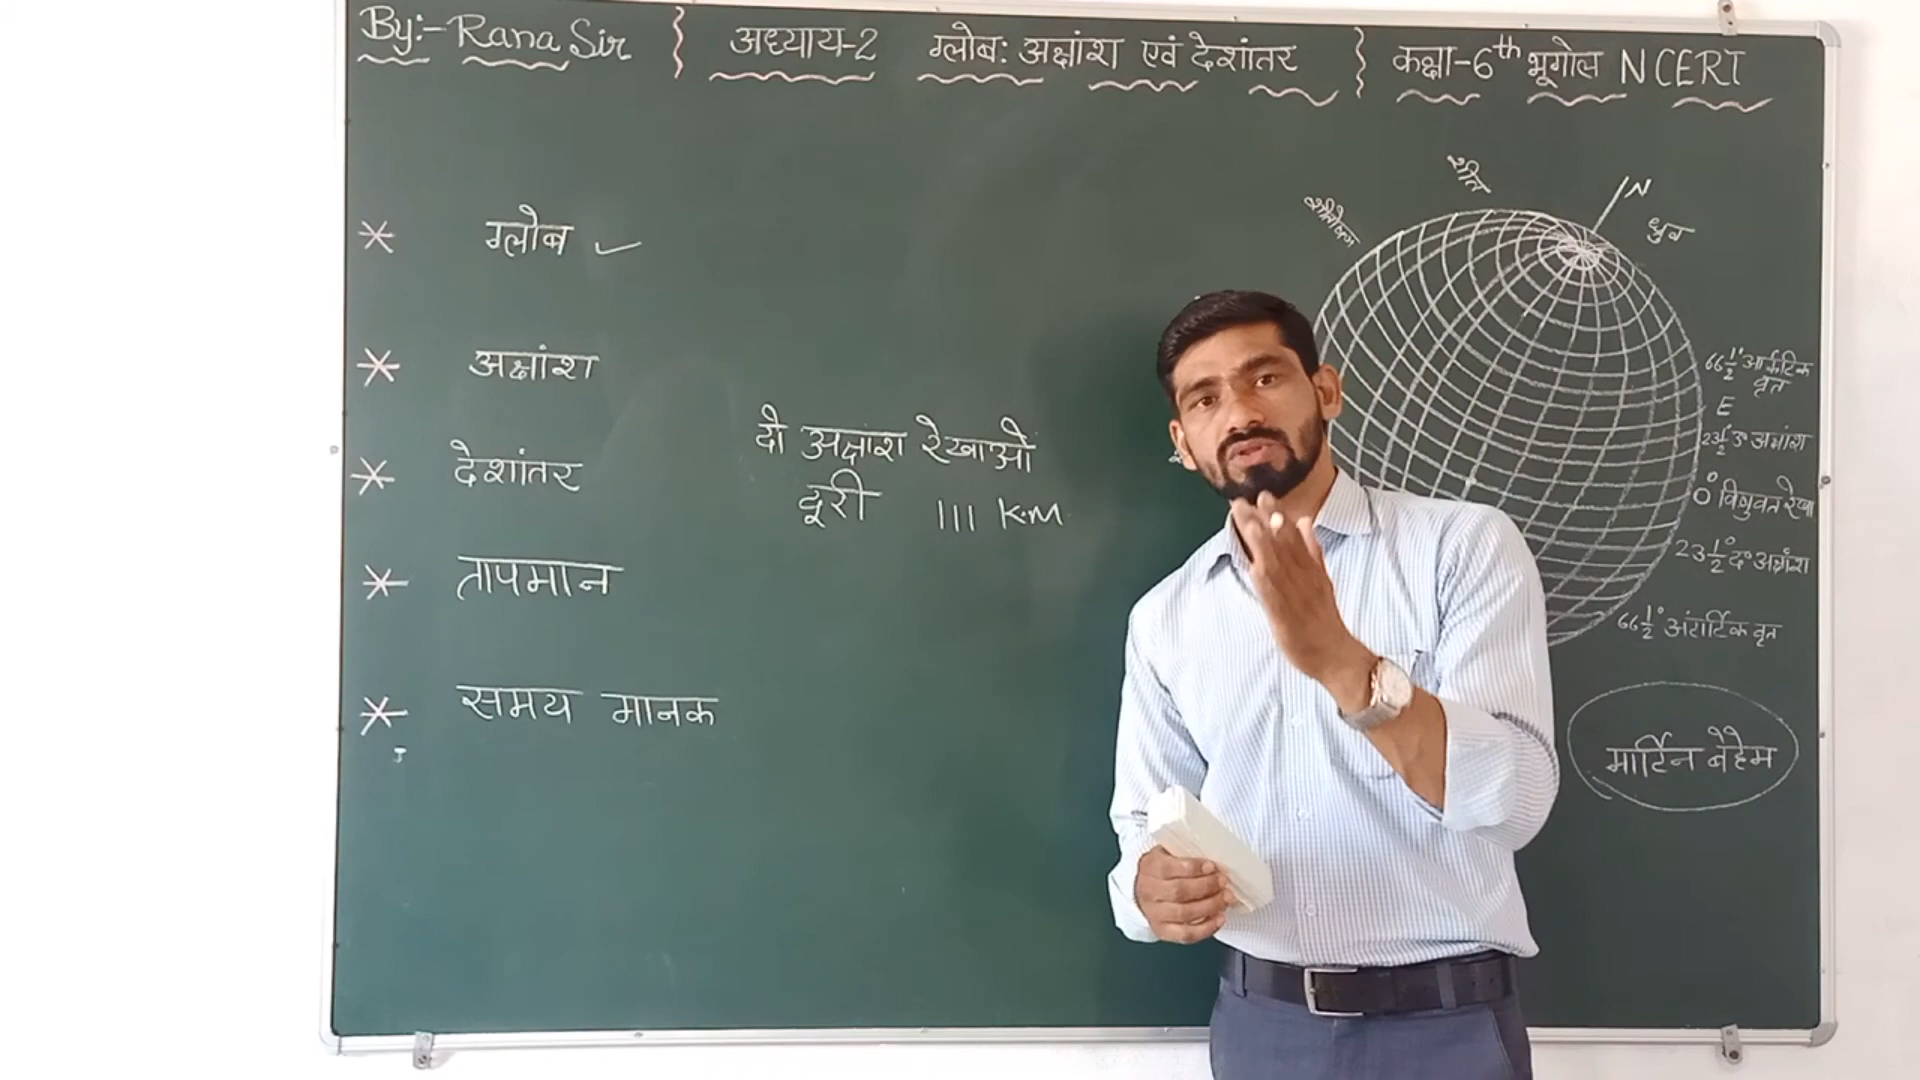 By:- Rana Sir } अध्याय-2 ग्लोब: अक्षांश एवं देशांतर } कक्षा-6th भूगोल NCERT
* ग्लोब ✓
* अक्षांश
* देशांतर
* तापमान
* समय मानक
दो अक्षांश रेखाओ
दूरी 111 K.M
शीत
N
ध्रुव
66½° आर्कटिक
वृत
E
23½° उ अक्षांश
0° विषुवत रेखा
23½° द° अक्षांश
66½° अंटार्टिक वृत
मार्टिन बेहेम